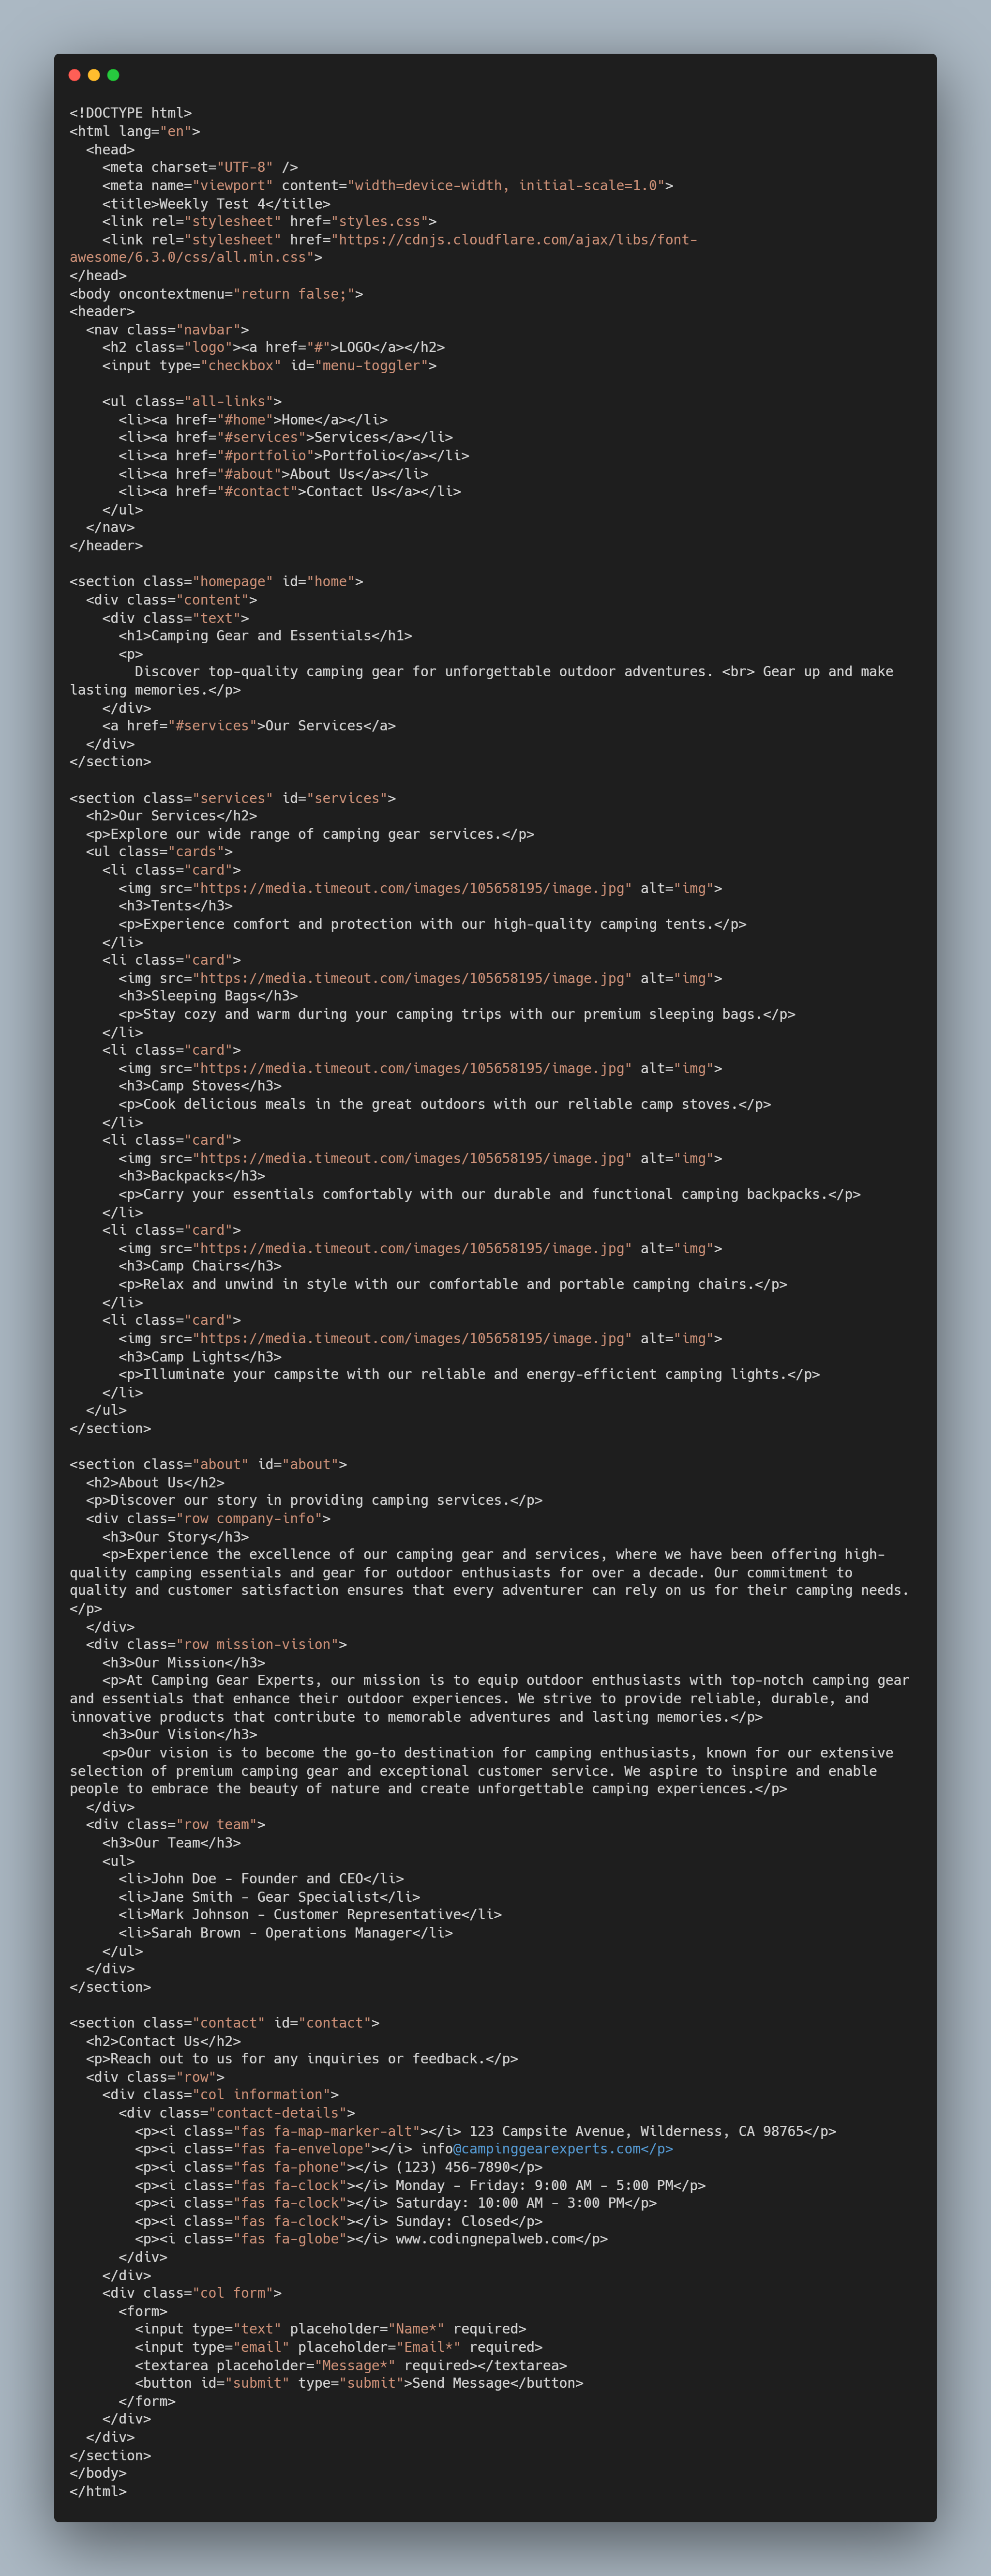 <!DOCTYPE html>
<html lang="en">
  <head>
    <meta charset="UTF-8" />
    <meta name="viewport" content="width=device-width, initial-scale=1.0">
    <title>Weekly Test 4</title>
    <link rel="stylesheet" href="styles.css">
    <link rel="stylesheet" href="https://cdnjs.cloudflare.com/ajax/libs/font-
awesome/6.3.0/css/all.min.css">
</head>
<body oncontextmenu="return false;">
<header>
  <nav class="navbar">
    <h2 class="logo"><a href="#">LOGO</a></h2>
    <input type="checkbox" id="menu-toggler">

    <ul class="all-links">
      <li><a href="#home">Home</a></li>
      <li><a href="#services">Services</a></li>
      <li><a href="#portfolio">Portfolio</a></li>
      <li><a href="#about">About Us</a></li>
      <li><a href="#contact">Contact Us</a></li>
    </ul>
  </nav>
</header>

<section class="homepage" id="home">
  <div class="content">
    <div class="text">
      <h1>Camping Gear and Essentials</h1>
      <p>
        Discover top-quality camping gear for unforgettable outdoor adventures. <br> Gear up and make
lasting memories.</p>
    </div>
    <a href="#services">Our Services</a>
  </div>
</section>

<section class="services" id="services">
  <h2>Our Services</h2>
  <p>Explore our wide range of camping gear services.</p>
  <ul class="cards">
    <li class="card">
      <img src="https://media.timeout.com/images/105658195/image.jpg" alt="img">
      <h3>Tents</h3>
      <p>Experience comfort and protection with our high-quality camping tents.</p>
    </li>
    <li class="card">
      <img src="https://media.timeout.com/images/105658195/image.jpg" alt="img">
      <h3>Sleeping Bags</h3>
      <p>Stay cozy and warm during your camping trips with our premium sleeping bags.</p>
    </li>
    <li class="card">
      <img src="https://media.timeout.com/images/105658195/image.jpg" alt="img">
      <h3>Camp Stoves</h3>
      <p>Cook delicious meals in the great outdoors with our reliable camp stoves.</p>
    </li>
    <li class="card">
      <img src="https://media.timeout.com/images/105658195/image.jpg" alt="img">
      <h3>Backpacks</h3>
      <p>Carry your essentials comfortably with our durable and functional camping backpacks.</p>
    </li>
    <li class="card">
      <img src="https://media.timeout.com/images/105658195/image.jpg" alt="img">
      <h3>Camp Chairs</h3>
      <p>Relax and unwind in style with our comfortable and portable camping chairs.</p>
    </li>
    <li class="card">
      <img src="https://media.timeout.com/images/105658195/image.jpg" alt="img">
      <h3>Camp Lights</h3>
      <p>Illuminate your campsite with our reliable and energy-efficient camping lights.</p>
    </li>
  </ul>
</section>

<section class="about" id="about">
  <h2>About Us</h2>
  <p>Discover our story in providing camping services.</p>
  <div class="row company-info">
    <h3>Our Story</h3>
    <p>Experience the excellence of our camping gear and services, where we have been offering high-
quality camping essentials and gear for outdoor enthusiasts for over a decade. Our commitment to
quality and customer satisfaction ensures that every adventurer can rely on us for their camping needs.
</p>
  </div>
  <div class="row mission-vision">
    <h3>Our Mission</h3>
    <p>At Camping Gear Experts, our mission is to equip outdoor enthusiasts with top-notch camping gear
and essentials that enhance their outdoor experiences. We strive to provide reliable, durable, and
innovative products that contribute to memorable adventures and lasting memories.</p>
    <h3>Our Vision</h3>
    <p>Our vision is to become the go-to destination for camping enthusiasts, known for our extensive
selection of premium camping gear and exceptional customer service. We aspire to inspire and enable
people to embrace the beauty of nature and create unforgettable camping experiences.</p>
  </div>
  <div class="row team">
    <h3>Our Team</h3>
    <ul>
      <li>John Doe - Founder and CEO</li>
      <li>Jane Smith - Gear Specialist</li>
      <li>Mark Johnson - Customer Representative</li>
      <li>Sarah Brown - Operations Manager</li>
    </ul>
  </div>
</section>

<section class="contact" id="contact">
  <h2>Contact Us</h2>
  <p>Reach out to us for any inquiries or feedback.</p>
  <div class="row">
    <div class="col information">
      <div class="contact-details">
        <p><i class="fas fa-map-marker-alt"></i> 123 Campsite Avenue, Wilderness, CA 98765</p>
        <p><i class="fas fa-envelope"></i> info@campinggearexperts.com</p>
        <p><i class="fas fa-phone"></i> (123) 456-7890</p>
        <p><i class="fas fa-clock"></i> Monday - Friday: 9:00 AM - 5:00 PM</p>
        <p><i class="fas fa-clock"></i> Saturday: 10:00 AM - 3:00 PM</p>
        <p><i class="fas fa-clock"></i> Sunday: Closed</p>
        <p><i class="fas fa-globe"></i> www.codingnepalweb.com</p>
      </div>
    </div>
    <div class="col form">
      <form>
        <input type="text" placeholder="Name*" required>
        <input type="email" placeholder="Email*" required>
        <textarea placeholder="Message*" required></textarea>
        <button id="submit" type="submit">Send Message</button>
      </form>
    </div>
  </div>
</section>
</body>
</html>